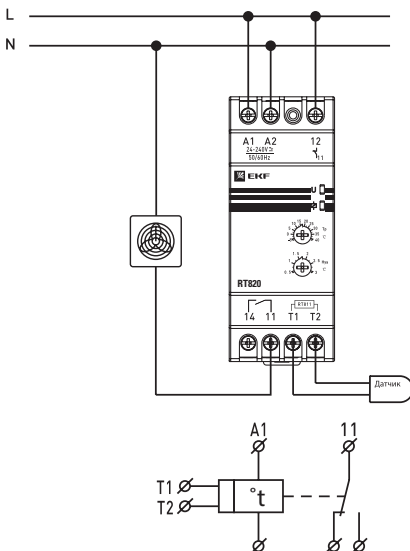 L
N
A1 A2 12
24-240V≂
50/60Hz
11
EKF
U
Тр
°C
°C
RT820
RT811
14 11 T1 T2
Датчик
A1 11
T1
T2
°t